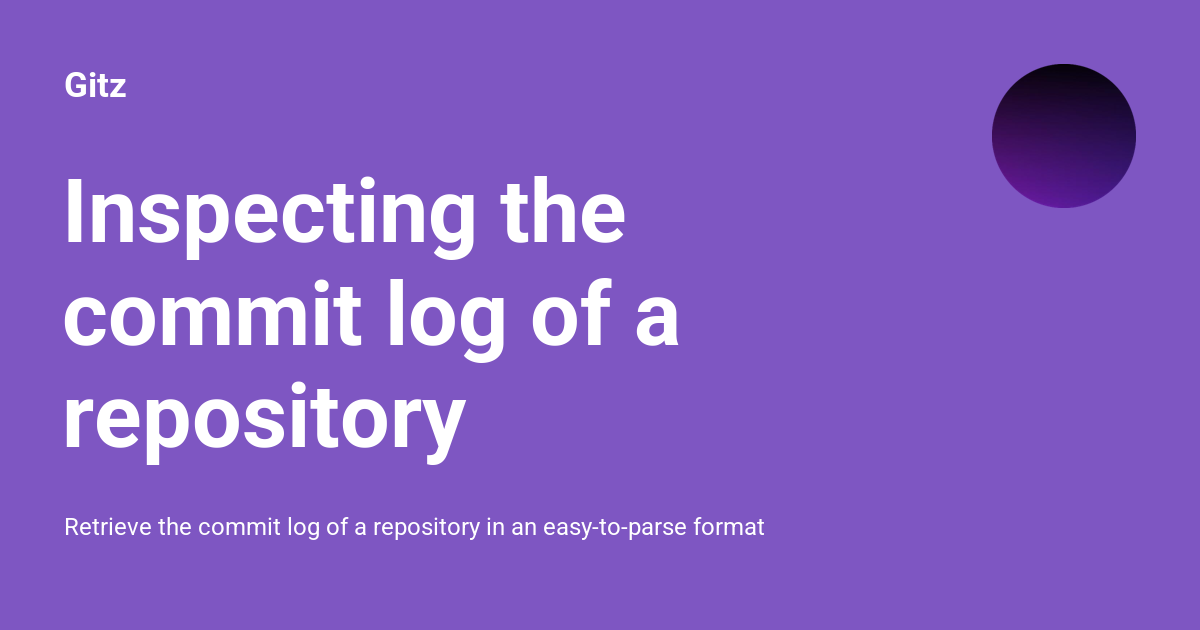 Gitz
Inspecting the
commit log of a
repository
Retrieve the commit log of a repository in an easy-to-parse format